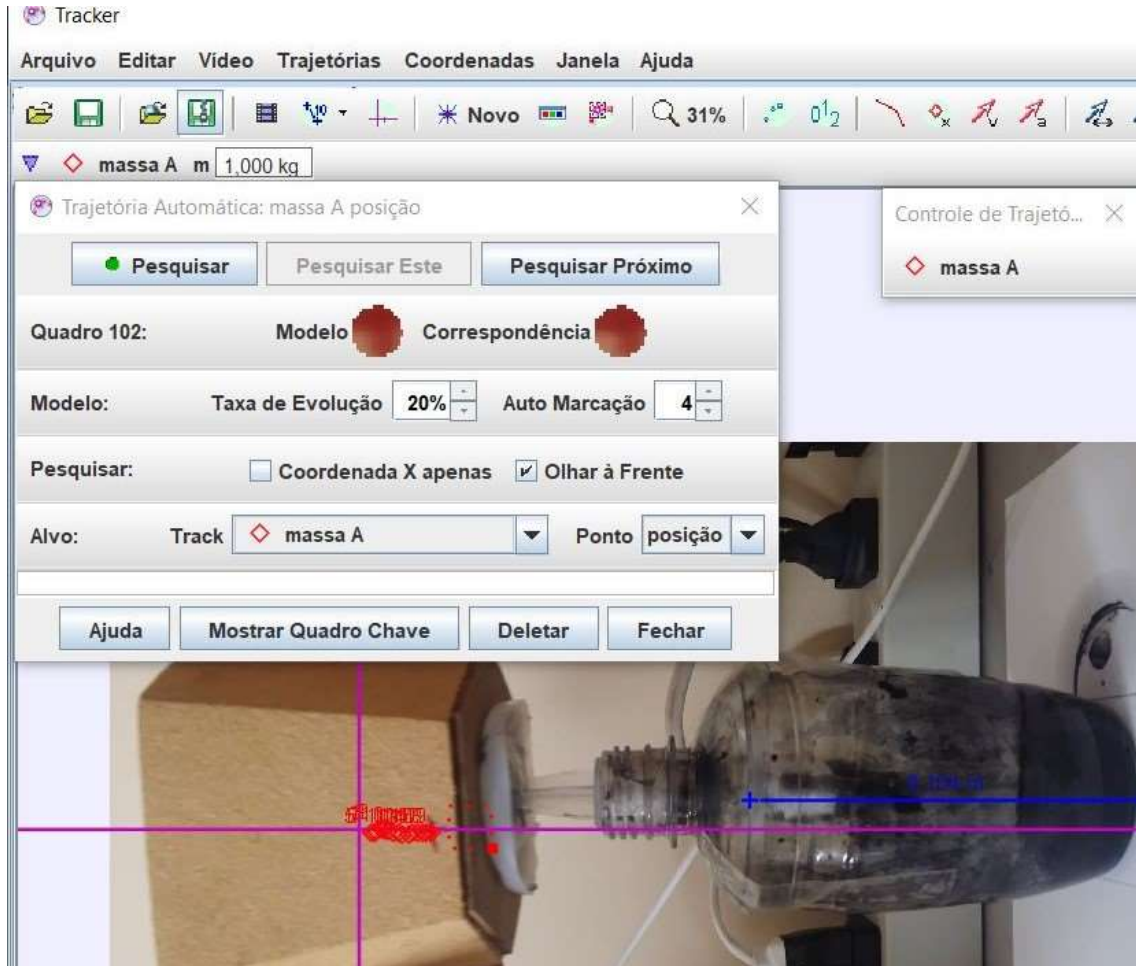 Tracker
Arquivo Editar Vídeo Trajetórias Coordenadas Janela Ajuda
Novo 31%
massa A m 1,000 kg
Trajetória Automática: massa A posição
Controle de Trajetó...
massa A
Pesquisar Pesquisar Este Pesquisar Próximo
Quadro 102: Modelo Correspondência
Modelo: Taxa de Evolução 20% Auto Marcação 4
Pesquisar: Coordenada X apenas Olhar à Frente
Alvo: Track massa A Ponto posição
Ajuda Mostrar Quadro Chave Deletar Fechar